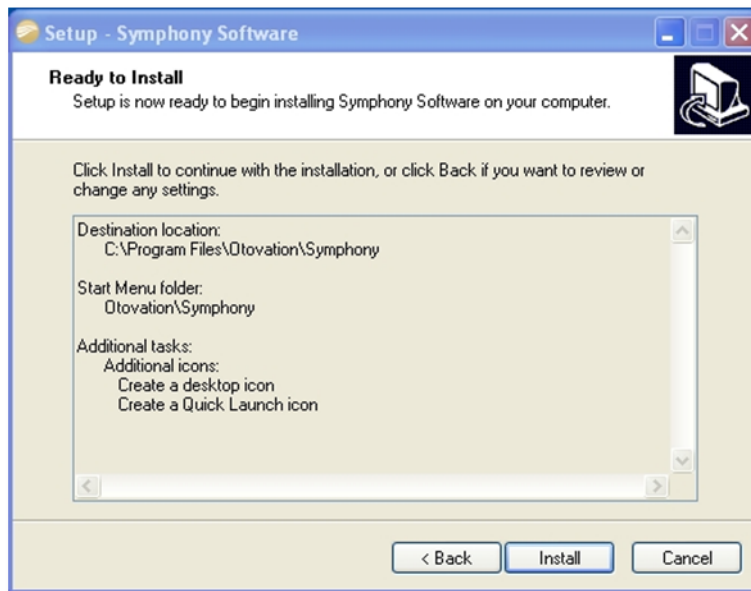 Setup - Symphony Software
Ready to Install
Setup is now ready to begin installing Symphony Software on your computer.
Click Install to continue with the installation, or click Back if you want to review or
change any settings.
Destination location:
C:\Program Files\Otovation\Symphony
Start Menu folder:
Otovation\Symphony
Additional tasks:
Additional icons:
Create a desktop icon
Create a Quick Launch icon
< Back
Install
Cancel